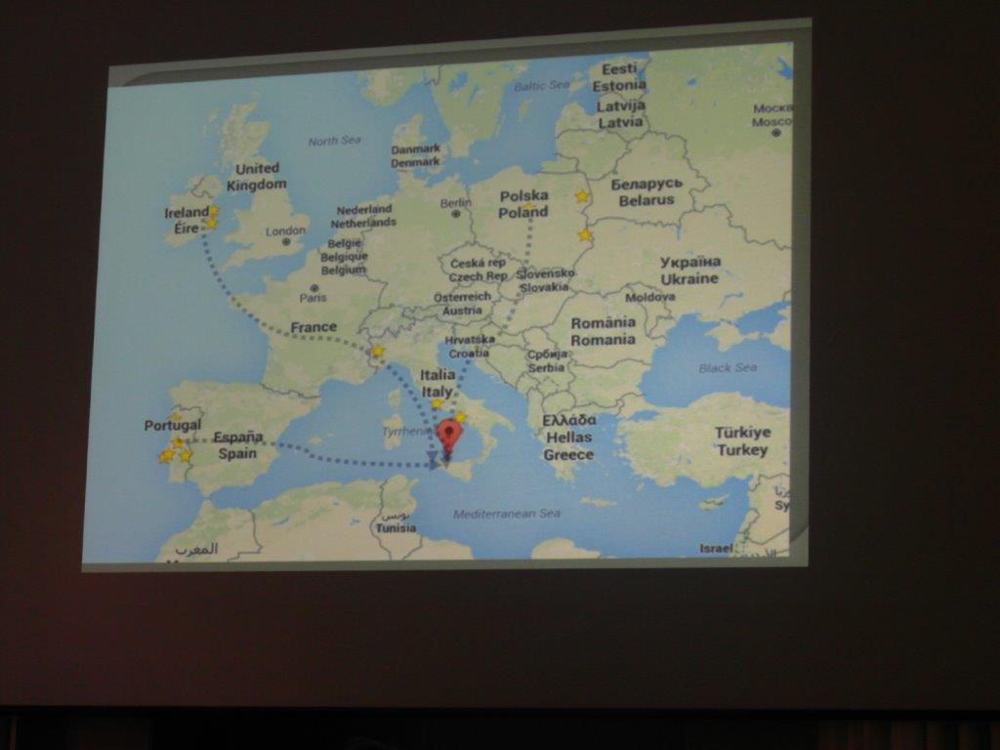 Eesti
Estonia
Baltic Sea
Latvija
Latvia
Москва
North Sea
Danmark
Denmark
United
Kingdom
Беларусь
Belarus
Polska
Poland
Berlin
Nederland
Netherlands
Ireland
Éire
London
België
Belgique
Belgium
Україна
Ukraine
Česká rep
Czech Rep
Slovensko
Slovakia
Paris
Österreich
Austria
Moldova
France
România
Romania
Hrvatska
Croatia
Србија
Serbia
Black Sea
Italia
Italy
Portugal
España
Spain
Tyrrhenian
Ελλάδα
Hellas
Greece
Türkiye
Turkey
Mediterranean Sea
تونس
Tunisia
المغرب
Israel
Sy